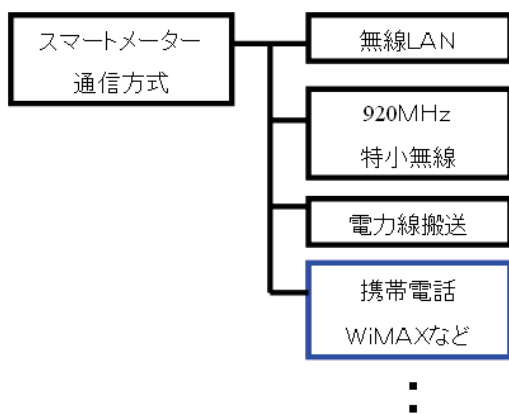 スマートメーター
通信方式
無線LAN
920MHz
特小無線
電力線搬送
携帯電話
WiMAXなど
：